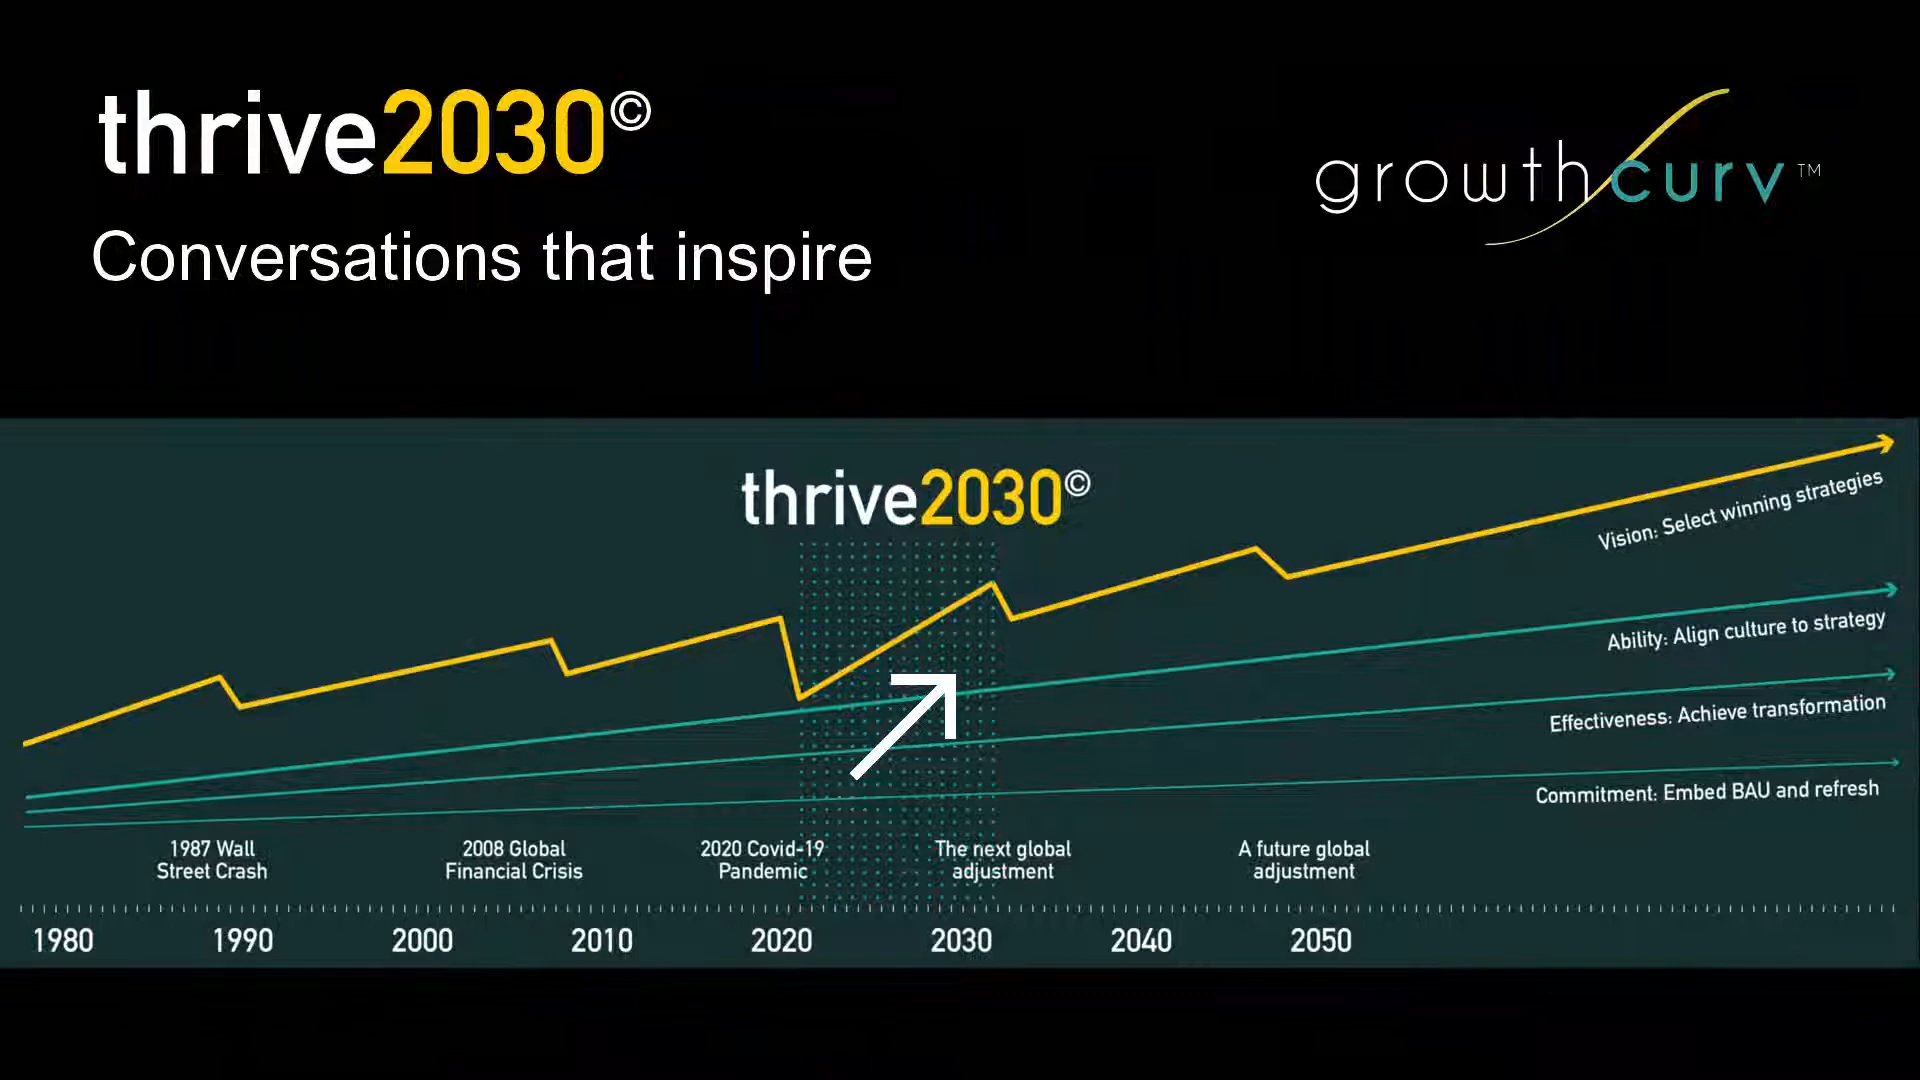 thrive2030©
growthcurv™
Conversations that inspire
thrive2030©
Vision: Select winning strategies
Ability: Align culture to strategy
Effectiveness: Achieve transformation
Commitment: Embed BAU and refresh
1987 Wall
Street Crash
2008 Global
Financial Crisis
2020 Covid-19
Pandemic
The next global
adjustment
A future global
adjustment
1980 1990 2000 2010 2020 2030 2040 2050